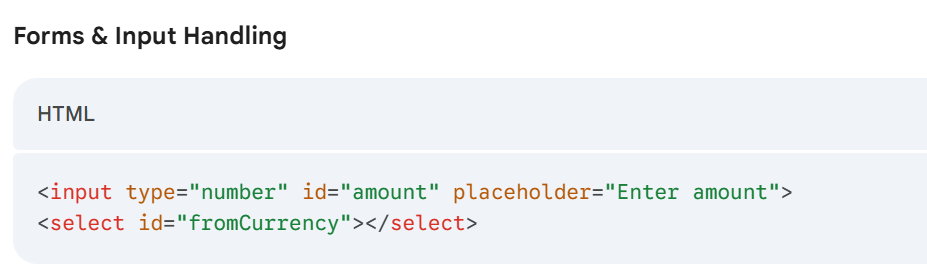 Forms & Input Handling
HTML
<input type="number" id="amount" placeholder="Enter amount">
<select id="fromCurrency"></select>